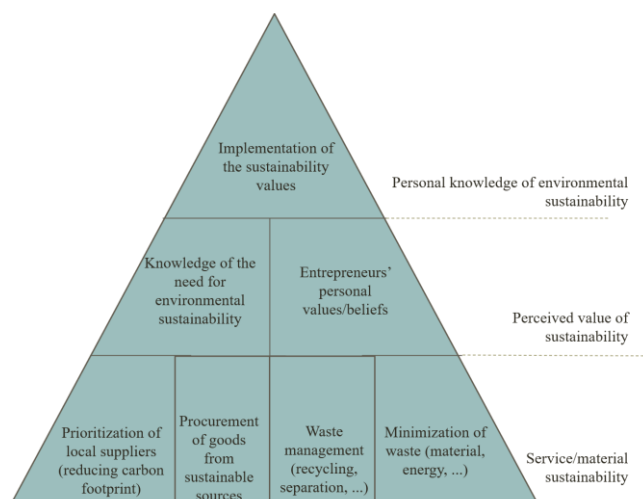 Implementation of
the sustainability
values
Personal knowledge of environmental
sustainability
Knowledge of the
need for
environmental
sustainability
Entrepreneurs’
personal
values/beliefs
Perceived value of
sustainability
Prioritization of
local suppliers
(reducing carbon
footprint)
Procurement
of goods
from
sustainable
sources
Waste
management
(recycling,
separation, ...)
Minimization of
waste (material,
energy, ...)
Service/material
sustainability